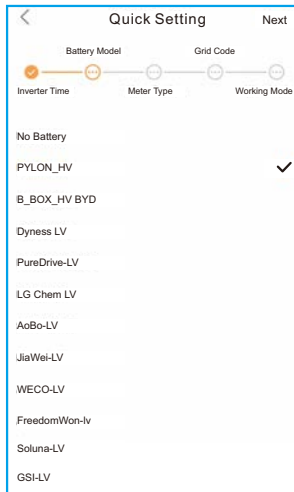 Quick Setting Next
Battery Model Grid Code
Inverter Time Meter Type Working Mode
No Battery
PYLON_HV
B_BOX_HV BYD
Dyness LV
PureDrive-LV
LG Chem LV
AoBo-LV
JiaWei-LV
WECO-LV
FreedomWon-lv
Soluna-LV
GSI-LV